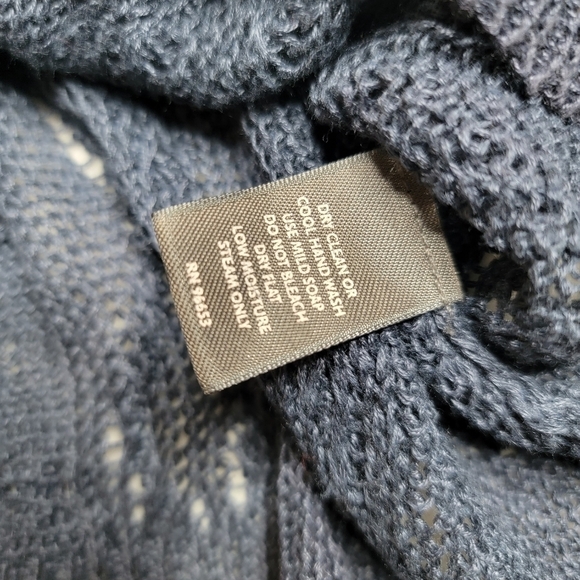 DRY CLEAN OR
COOL HAND WASH
USE MILD SOAP
DO NOT BLEACH
DRY FLAT
LOW MOISTURE
STEAM ONLY
RN 96653